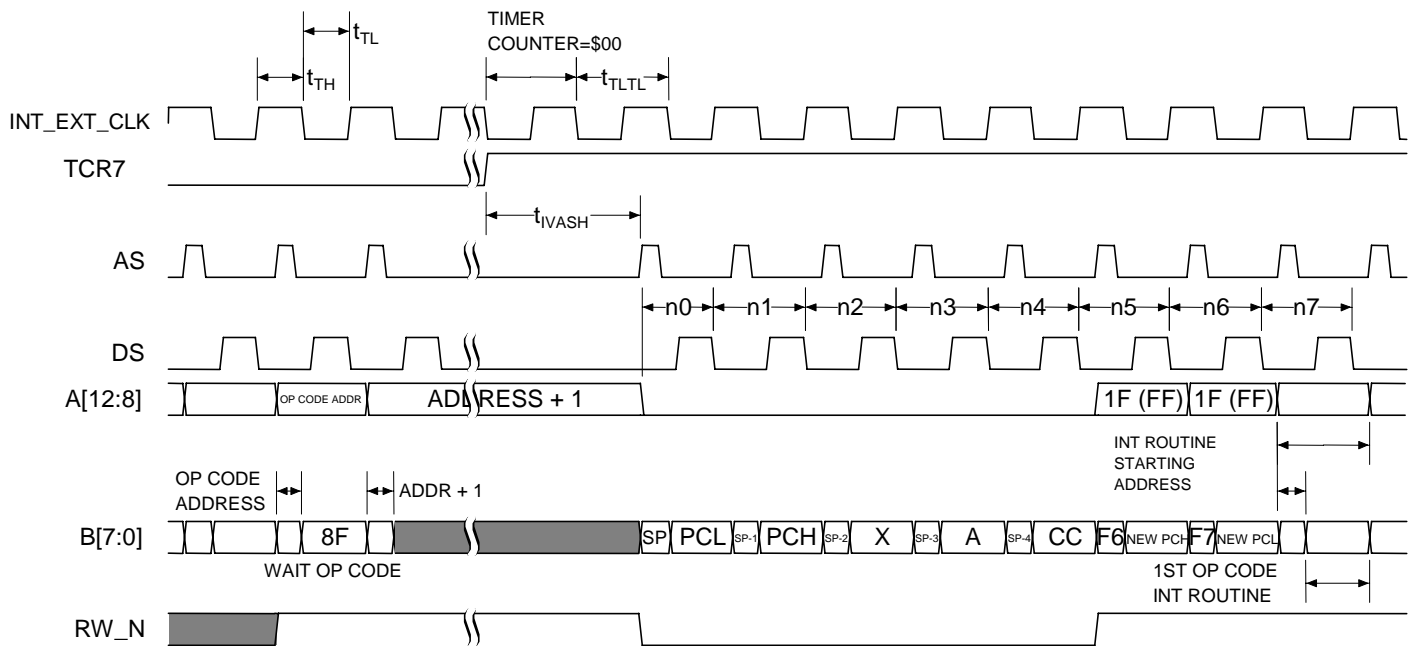 tTL
TIMER
COUNTER=$00
tTH
tTLTL
INT_EXT_CLK
TCR7
tIVASH
AS
n0 n1 n2 n3 n4 n5 n6 n7
DS
A[12:8] OP CODE ADDR ADDRESS + 1 1F (FF) 1F (FF)
INT ROUTINE
STARTING
ADDRESS
OP CODE
ADDRESS
ADDR + 1
B[7:0] 8F SP PCL SP-1 PCH SP-2 X SP-3 A SP-4 CC F6 NEW PCH F7 NEW PCL
WAIT OP CODE
1ST OP CODE
INT ROUTINE
RW_N